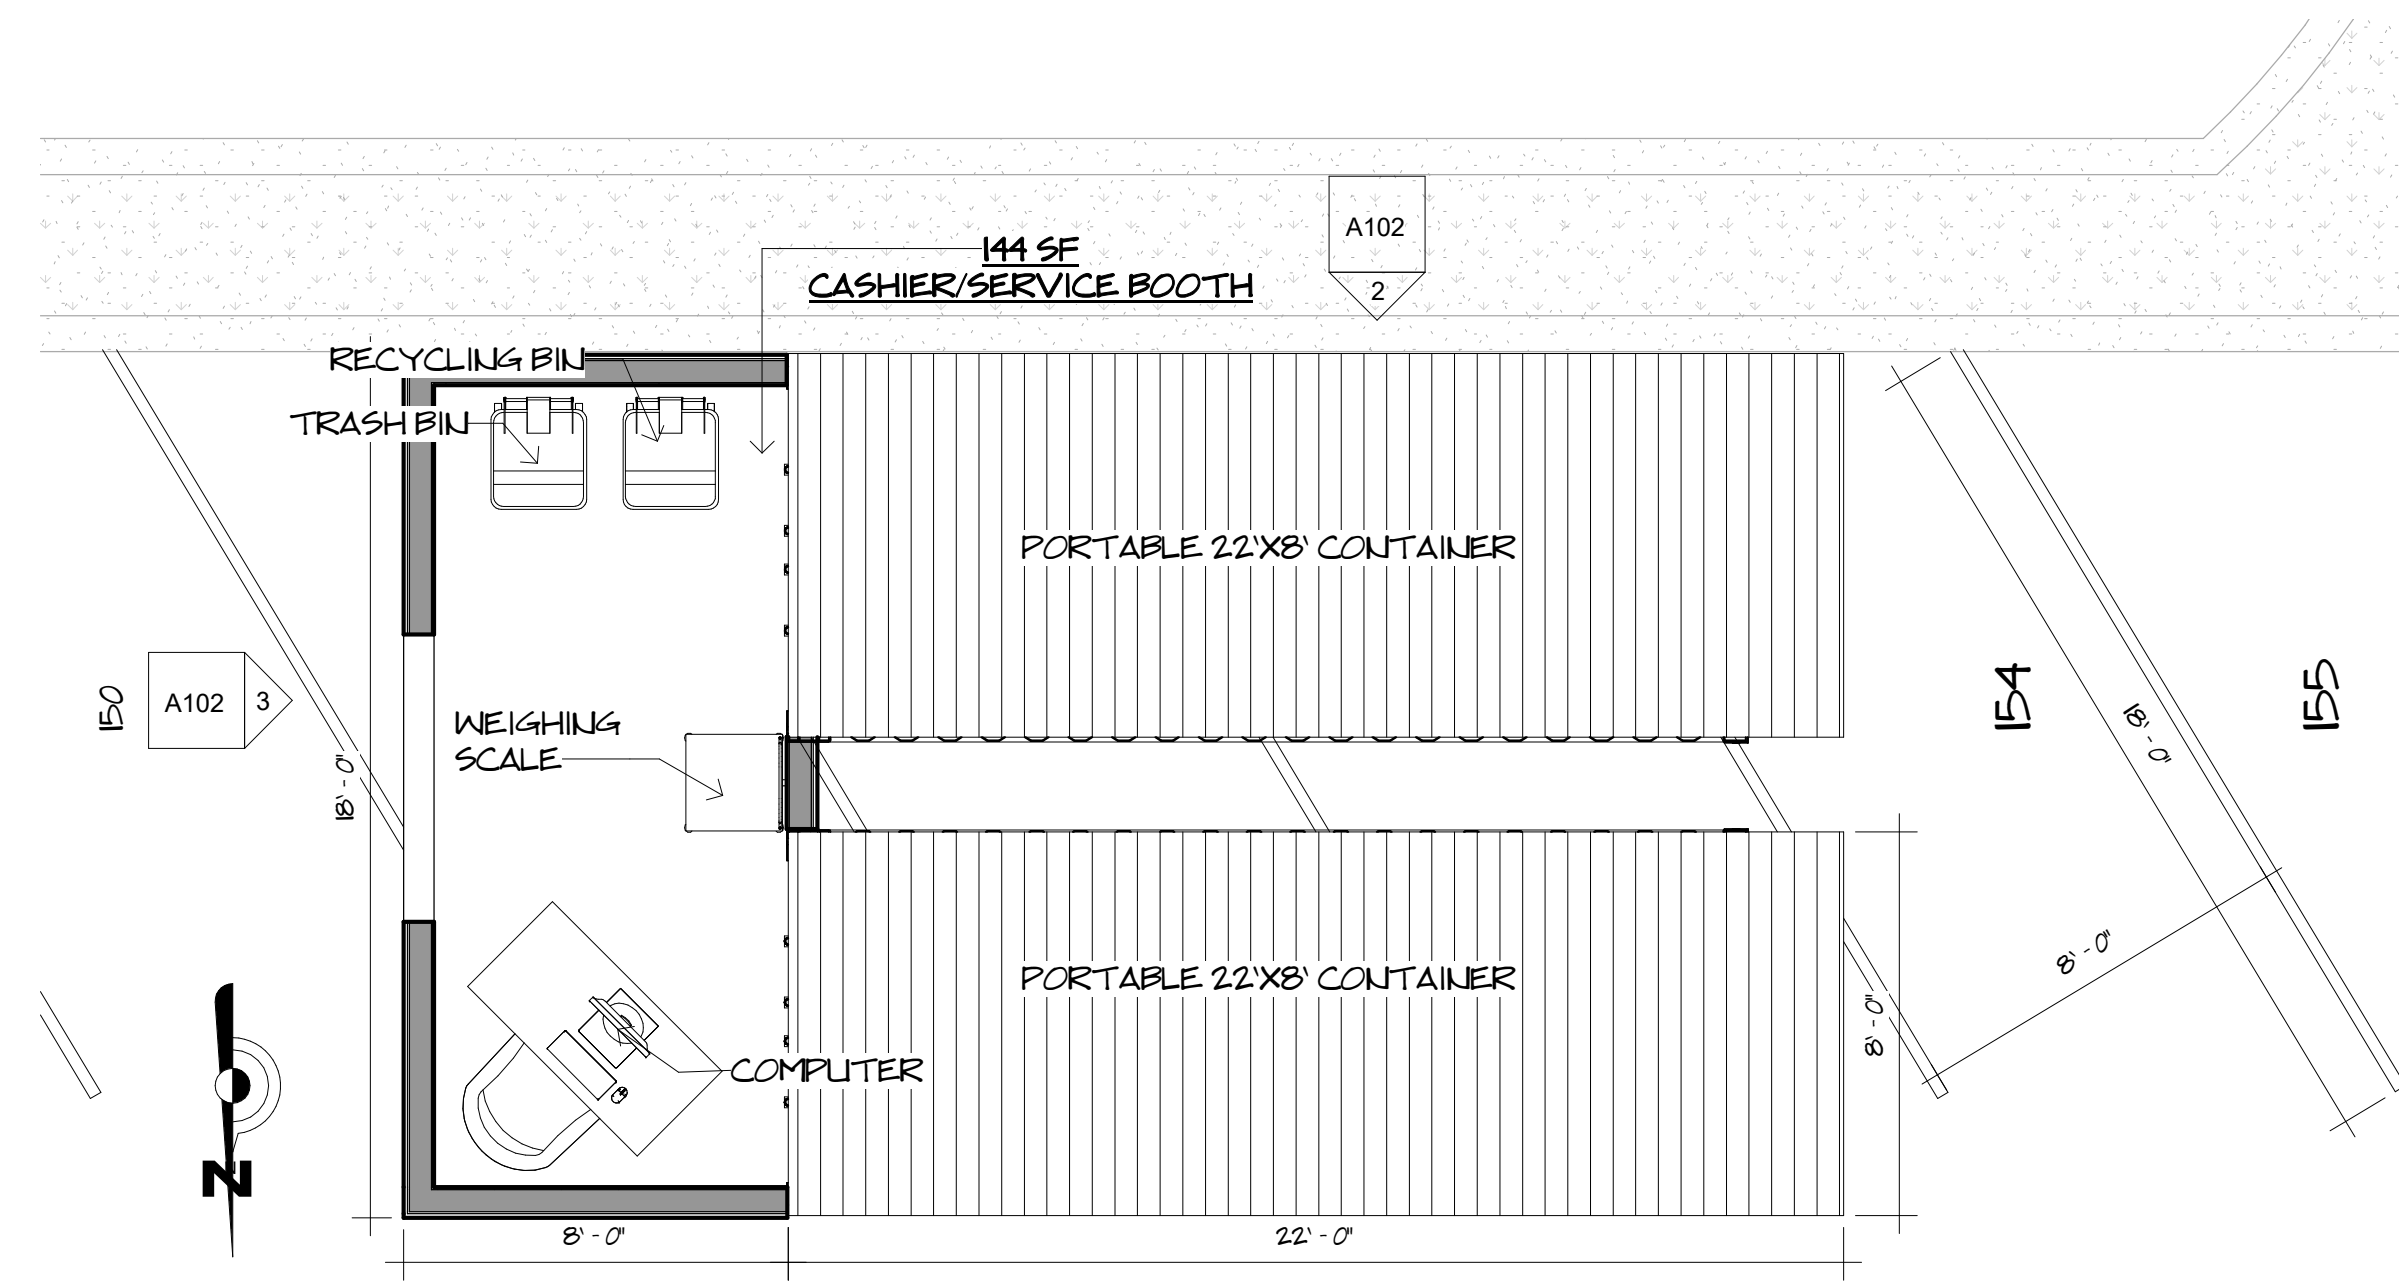 A102
2
144 SF
CASHIER/SERVICE BOOTH
RECYCLING BIN
TRASH BIN
PORTABLE 22'X8' CONTAINER
150
A102
3
WEIGHING
SCALE
18' - 0"
154
155
18' - 0"
PORTABLE 22'X8' CONTAINER
8' - 0"
8' - 0"
COMPUTER
N
8' - 0"
22' - 0"